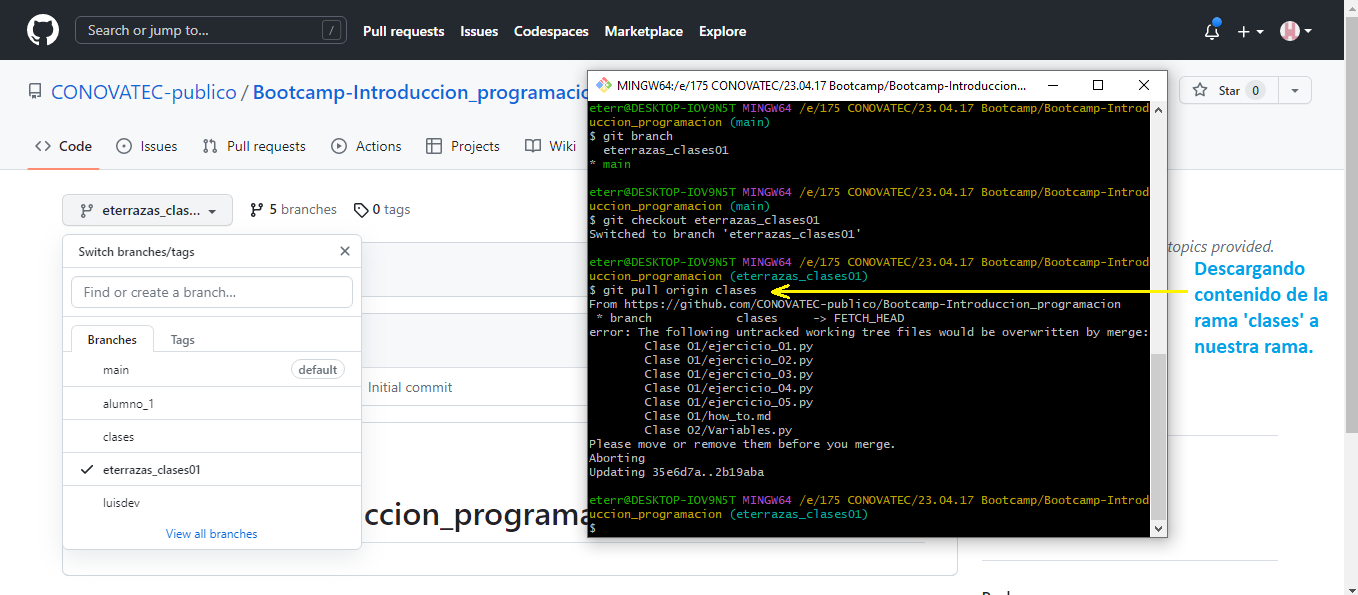 Search or jump to... /
Pull requests Issues Codespaces Marketplace Explore
CONOVATEC-publico / Bootcamp-Introduccion_programacio
Star 0
Code Issues Pull requests Actions Projects Wiki
eterrazas_clas... 5 branches 0 tags
Switch branches/tags
Find or create a branch...
Branches Tags
main default
alumno_1
clases
eterrazas_clases01
luisdev
View all branches
Initial commit
ccion_programa
topics provided.
MINGW64:/e/175 CONOVATEC/23.04.17 Bootcamp/Bootcamp-Introduccion...
eterr@DESKTOP-IOV9N5T MINGW64 /e/175 CONOVATEC/23.04.17 Bootcamp/Bootcamp-Introd
uccion_programacion (main)
$ git branch
eterrazas_clases01
* main
eterr@DESKTOP-IOV9N5T MINGW64 /e/175 CONOVATEC/23.04.17 Bootcamp/Bootcamp-Introd
uccion_programacion (main)
$ git checkout eterrazas_clases01
Switched to branch 'eterrazas_clases01'
eterr@DESKTOP-IOV9N5T MINGW64 /e/175 CONOVATEC/23.04.17 Bootcamp/Bootcamp-Introd
uccion_programacion (eterrazas_clases01)
$ git pull origin clases
From https://github.com/CONOVATEC-publico/Bootcamp-Introduccion_programacion
* branch clases -> FETCH_HEAD
error: The following untracked working tree files would be overwritten by merge:
Clase 01/ejercicio_01.py
Clase 01/ejercicio_02.py
Clase 01/ejercicio_03.py
Clase 01/ejercicio_04.py
Clase 01/ejercicio_05.py
Clase 01/how_to.md
Clase 02/Variables.py
Please move or remove them before you merge.
Aborting
Updating 35e6d7a..2b19aba
eterr@DESKTOP-IOV9N5T MINGW64 /e/175 CONOVATEC/23.04.17 Bootcamp/Bootcamp-Introd
uccion_programacion (eterrazas_clases01)
$
Descargando
contenido de la
rama 'clases' a
nuestra rama.